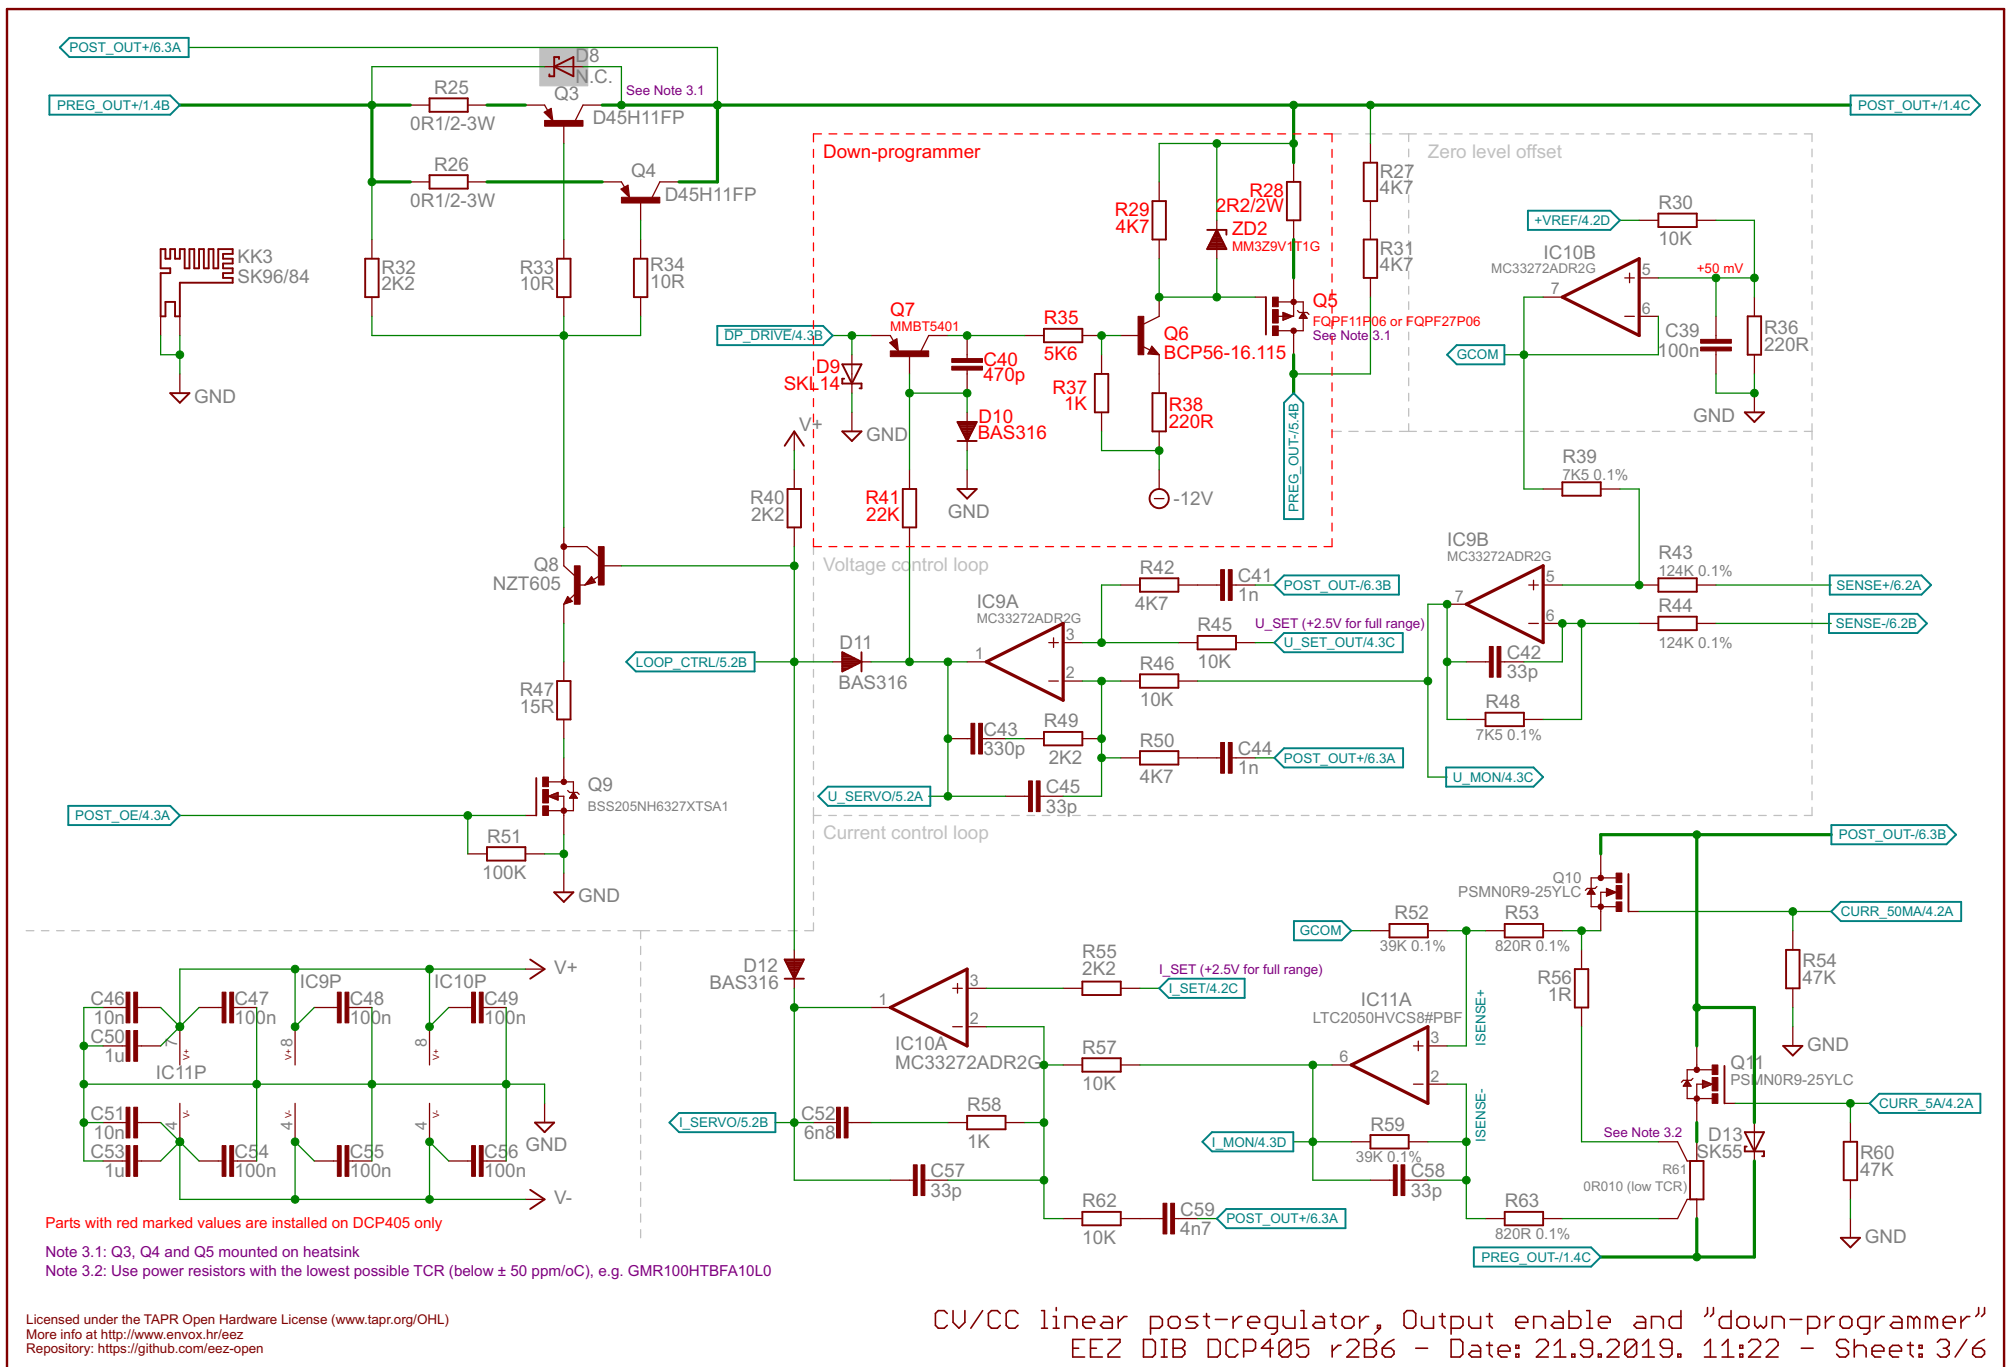 POST_OUT+/6.3A
D8
N.C.
See Note 3.1
R25
0R1/2-3W
Q3
D45H11FP
PREG_OUT+/1.4B
POST_OUT+/1.4C
R26
0R1/2-3W
Q4
D45H11FP
KK3
SK96/84
GND
R32
2K2
R33
10R
R34
10R
Down-programmer
R29
4K7
R28
2R2/2W
ZD2
MM3Z9V1T1G
R27
4K7
R31
4K7
Q7
MMBT5401
DP_DRIVE/4.3B
D9
SKL14
GND
C40
470p
R35
5K6
Q6
BCP56-16.115
Q5
FQPF11P06 or FQPF27P06
See Note 3.1
R37
1K
R38
220R
D10
BAS316
GND
-12V
PREG_OUT-/5.4B
R41
22K
V+
R40
2K2
Zero level offset
+VREF/4.2D
R30
10K
IC10B
MC33272ADR2G
+50 mV
5
6
7
C39
100n
R36
220R
GCOM
GND
R39
7K5 0.1%
Q8
NZT605
Voltage control loop
R42
4K7
C41
1n
POST_OUT-/6.3B
IC9A
MC33272ADR2G
3
2
1
R45
10K
U_SET (+2.5V for full range)
U_SET_OUT/4.3C
R46
10K
IC9B
MC33272ADR2G
5
6
7
R43
124K 0.1%
SENSE+/6.2A
R44
124K 0.1%
SENSE-/6.2B
C42
33p
R48
7K5 0.1%
LOOP_CTRL/5.2B
D11
BAS316
C43
330p
R49
2K2
R50
4K7
C44
1n
POST_OUT+/6.3A
U_MON/4.3C
C45
33p
U_SERVO/5.2A
R47
15R
Q9
BSS205NH6327XTSA1
POST_OE/4.3A
R51
100K
GND
Current control loop
POST_OUT-/6.3B
Q10
PSMN0R9-25YLC
CURR_50MA/4.2A
GCOM
R52
39K 0.1%
R53
820R 0.1%
R54
47K
GND
R56
1R
D12
BAS316
R55
2K2
I_SET (+2.5V for full range)
I_SET/4.2C
3
2
1
IC10A
MC33272ADR2G
IC11A
LTC2050HVCS8#PBF
ISENSE+
ISENSE-
3
2
6
R57
10K
Q11
PSMN0R9-25YLC
CURR_5A/4.2A
I_SERVO/5.2B
C52
6n8
R58
1K
I_MON/4.3D
R59
39K 0.1%
C58
33p
See Note 3.2
D13
SK55
R61
0R010 (low TCR)
R60
47K
GND
C57
33p
R62
10K
C59
4n7
POST_OUT+/6.3A
R63
820R 0.1%
PREG_OUT-/1.4C
V+
IC9P
IC10P
C46
10n
C47
100n
C48
100n
C49
100n
C50
1u
7
V+
8
V+
8
V+
IC11P
C51
10n
C53
1u
C54
100n
C55
100n
C56
100n
4
V-
4
V-
4
V-
GND
V-
Parts with red marked values are installed on DCP405 only
Note 3.1: Q3, Q4 and Q5 mounted on heatsink
Note 3.2: Use power resistors with the lowest possible TCR (below ± 50 ppm/oC), e.g. GMR100HTBFA10L0
Licensed under the TAPR Open Hardware License (www.tapr.org/OHL)
More info at http://www.envox.hr/eez
Repository: https://github.com/eez-open
CV/CC linear post-regulator, Output enable and "down-programmer"
EEZ DIB DCP405 r2B6 - Date: 21.9.2019. 11:22 - Sheet: 3/6